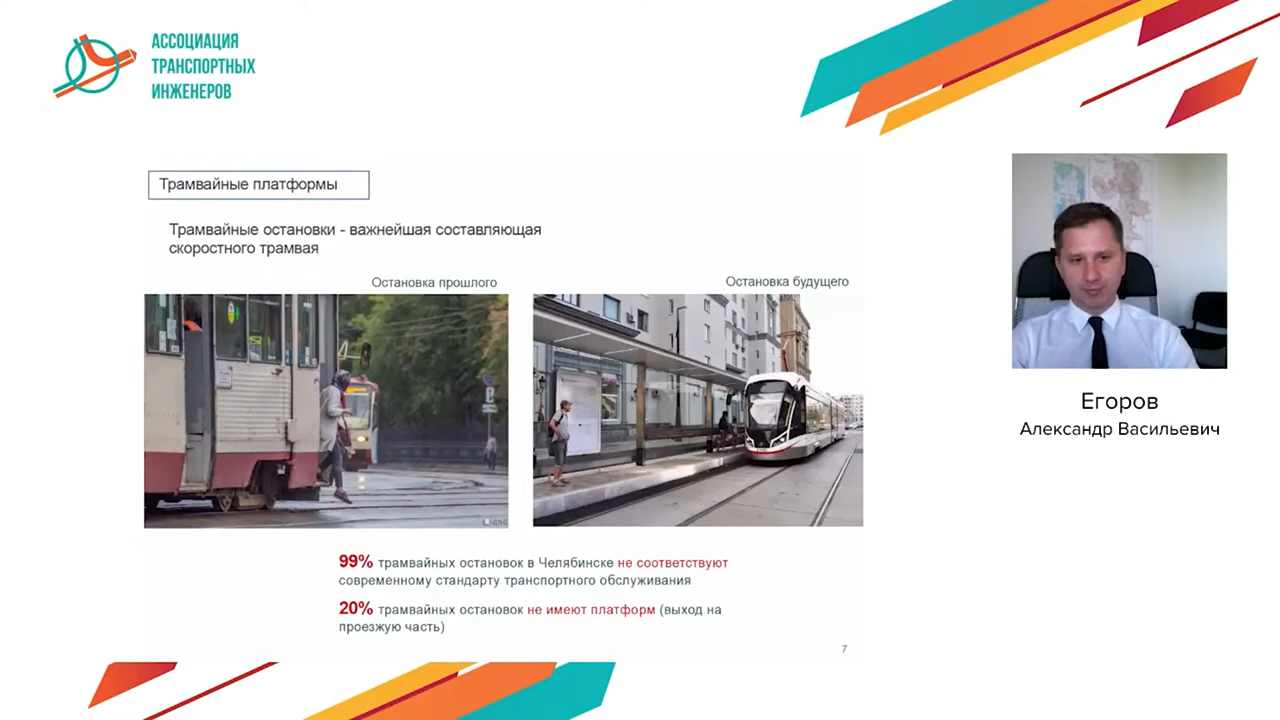 АССОЦИАЦИЯ
ТРАНСПОРТНЫХ
ИНЖЕНЕРОВ
Трамвайные платформы
Трамвайные остановки - важнейшая составляющая
скоростного трамвая
Остановка прошлого
Остановка будущего
99% трамвайных остановок в Челябинске не соответствуют
современному стандарту транспортного обслуживания
20% трамвайных остановок не имеют платформ (выход на
проезжую часть)
7
Егоров
Александр Васильевич